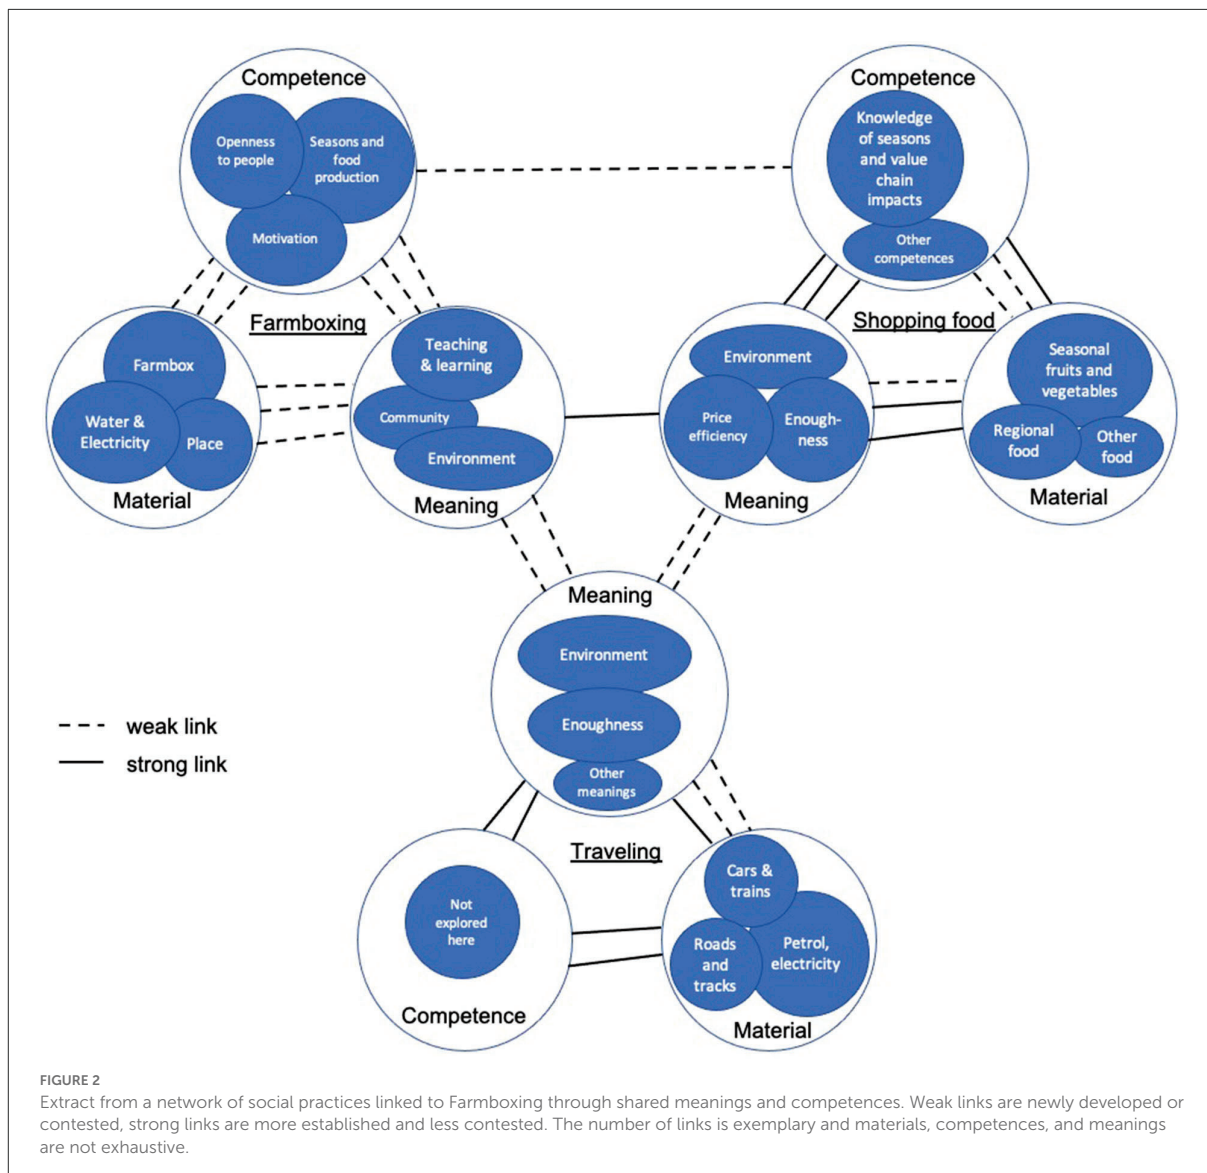 Competence
Openness
to people
Seasons and
food
production
Motivation
Competence
Knowledge
of seasons
and value
chain
impacts
Other
competences
Farmboxing
Farmbox
Water &
Electricity
Place
Material
Teaching
& learning
Community
Environment
Meaning
Shopping food
Environment
Price
efficiency
Enough-
ness
Meaning
Seasonal
fruits and
vegetables
Regional
food
Other
food
Material
Meaning
Environment
Enoughness
Other
meanings
weak link
strong link
Traveling
Not
explored
here
Competence
Cars &
trains
Roads
and
tracks
Petrol,
electricity
Material
FIGURE 2
Extract from a network of social practices linked to Farmboxing through shared meanings and competences. Weak links are newly developed or
contested, strong links are more established and less contested. The number of links is exemplary and materials, competences, and meanings
are not exhaustive.